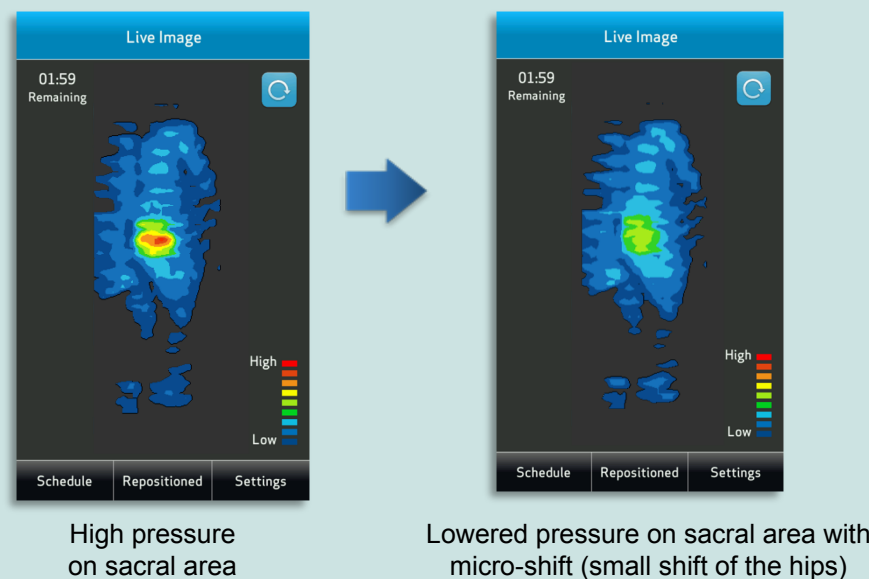 Live Image
01:59
Remaining
High
Low
Schedule Repositioned Settings
High pressure
on sacral area
Live Image
01:59
Remaining
High
Low
Schedule Repositioned Settings
Lowered pressure on sacral area with
micro-shift (small shift of the hips)